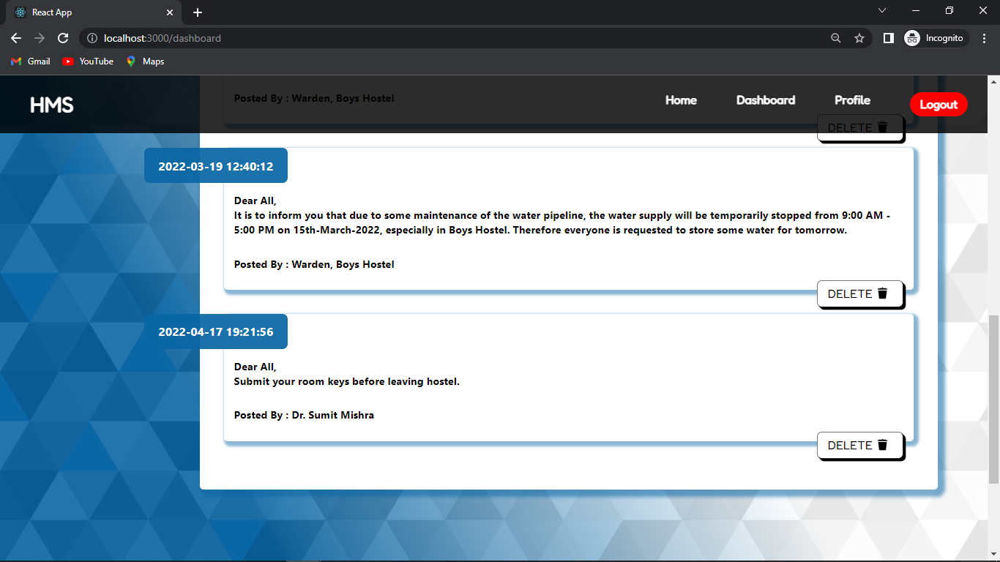 React App
localhost:3000/dashboard
Incognito
Gmail
YouTube
Maps
HMS
Home
Dashboard
Profile
Logout
Posted By : Warden, Boys Hostel
DELETE
2022-03-19 12:40:12
Dear All,
It is to inform you that due to some maintenance of the water pipeline, the water supply will be temporarily stopped from 9:00 AM -
5:00 PM on 15th-March-2022, especially in Boys Hostel. Therefore everyone is requested to store some water for tomorrow.
Posted By : Warden, Boys Hostel
DELETE
2022-04-17 19:21:56
Dear All,
Submit your room keys before leaving hostel.
Posted By : Dr. Sumit Mishra
DELETE